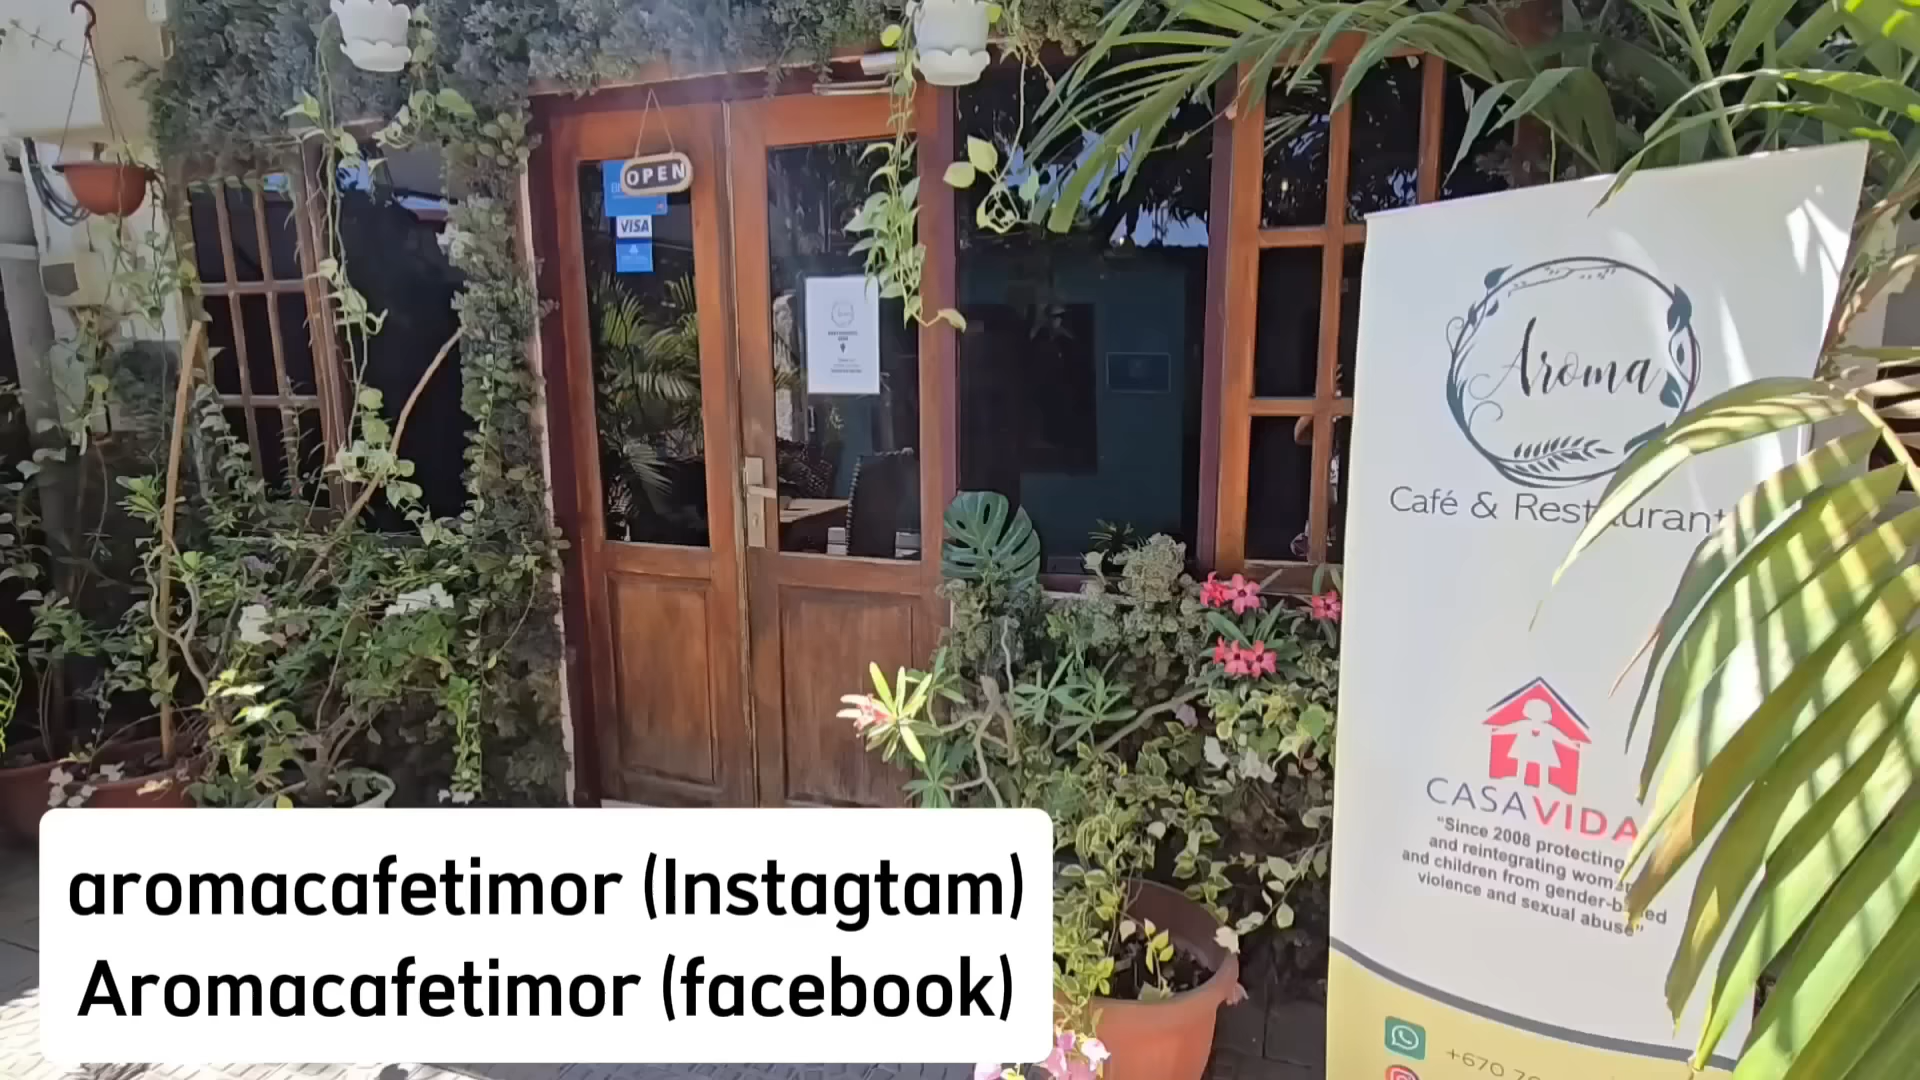 OPEN
VISA
Aroma
Café & Restaurant
CASAVIDA
"Since 2008 protecting
and reintegrating
and children from gender-based
violence and sexual abuse"
+670
aromacafetimor (Instagtam)
Aromacafetimor (facebook)